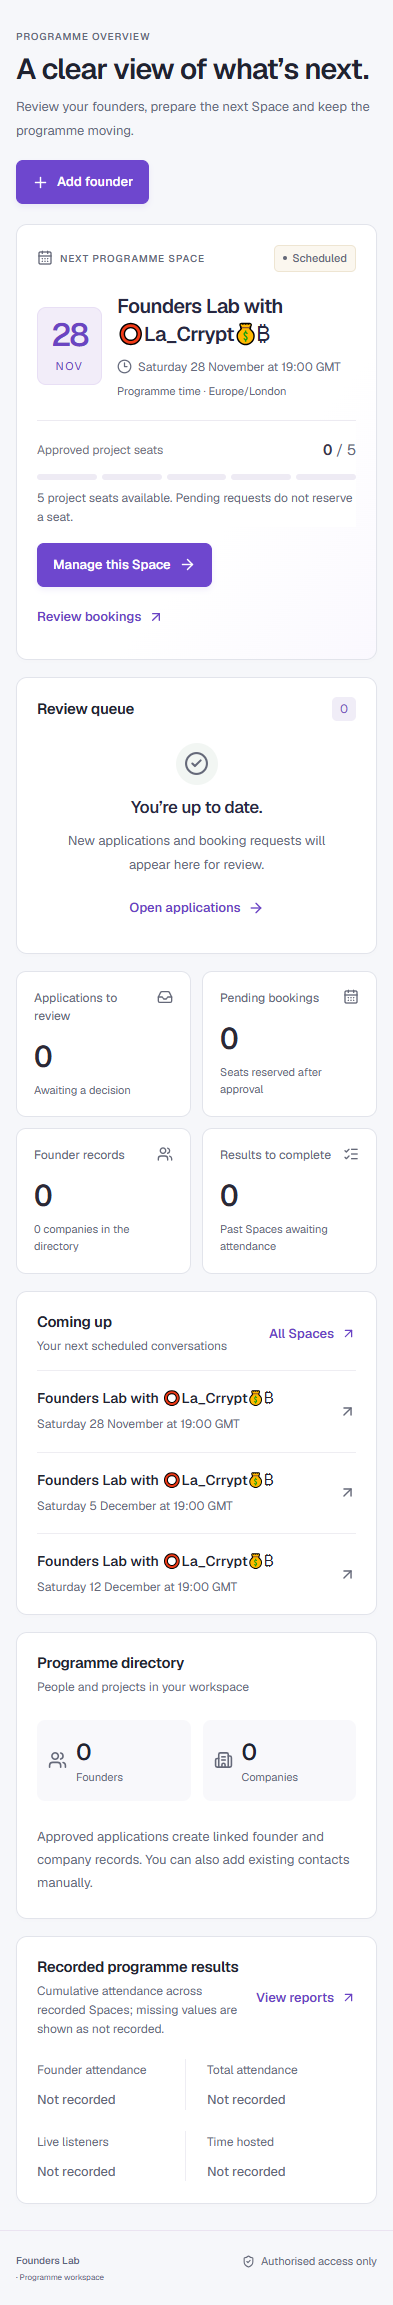 PROGRAMME OVERVIEW
A clear view of what’s next.
Review your founders, prepare the next Space and keep the
programme moving.
Add founder
NEXT PROGRAMME SPACE
Scheduled
28
NOV
Founders Lab with
⭕La_Crrypt💰₿
Saturday 28 November at 19:00 GMT
Programme time · Europe/London
Approved project seats
0 / 5
5 project seats available. Pending requests do not reserve
a seat.
Manage this Space
Review bookings
Review queue
0
You’re up to date.
New applications and booking requests will
appear here for review.
Open applications
Applications to
review
0
Awaiting a decision
Pending bookings
0
Seats reserved after
approval
Founder records
0
0 companies in the
directory
Results to complete
0
Past Spaces awaiting
attendance
Coming up
Your next scheduled conversations
All Spaces
Founders Lab with ⭕La_Crrypt💰₿
Saturday 28 November at 19:00 GMT
Founders Lab with ⭕La_Crrypt💰₿
Saturday 5 December at 19:00 GMT
Founders Lab with ⭕La_Crrypt💰₿
Saturday 12 December at 19:00 GMT
Programme directory
People and projects in your workspace
0
Founders
0
Companies
Approved applications create linked founder and
company records. You can also add existing contacts
manually.
Recorded programme results
Cumulative attendance across
recorded Spaces; missing values are
shown as not recorded.
View reports
Founder attendance
Not recorded
Total attendance
Not recorded
Live listeners
Not recorded
Time hosted
Not recorded
Founders Lab
· Programme workspace
Authorised access only